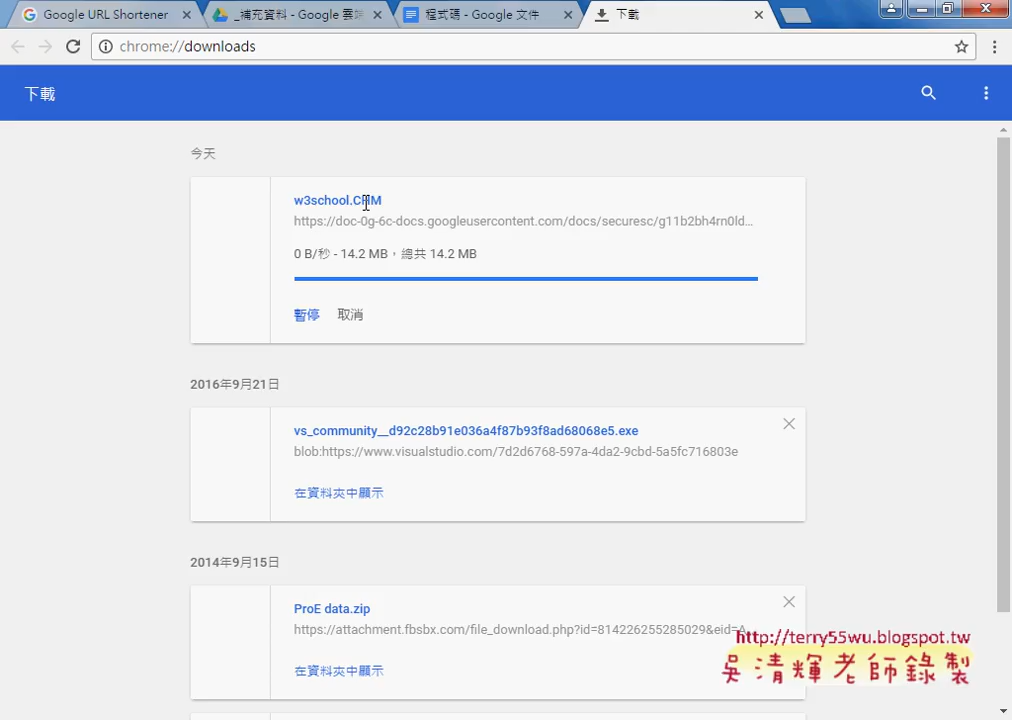 Google URL Shortener
_補充資料 - Google 雲端
程式碼 - Google 文件
下載
chrome://downloads
下載
今天
w3school.CHM
https://doc-0g-6c-docs.googleusercontent.com/docs/securesc/g11b2bh4rn0ld...
0 B/秒 - 14.2 MB，總共 14.2 MB
暫停 取消
2016年9月21日
vs_community__d92c28b91e036a4f87b93f8ad68068e5.exe
blob:https://www.visualstudio.com/7d2d6768-597a-4da2-9cbd-5a5fc716803e
在資料夾中顯示
2014年9月15日
ProE data.zip
https://attachment.fbsbx.com/file_download.php?id=814226255285029&eid=A...
在資料夾中顯示
http://terry55wu.blogspot.tw
吳清輝老師錄製